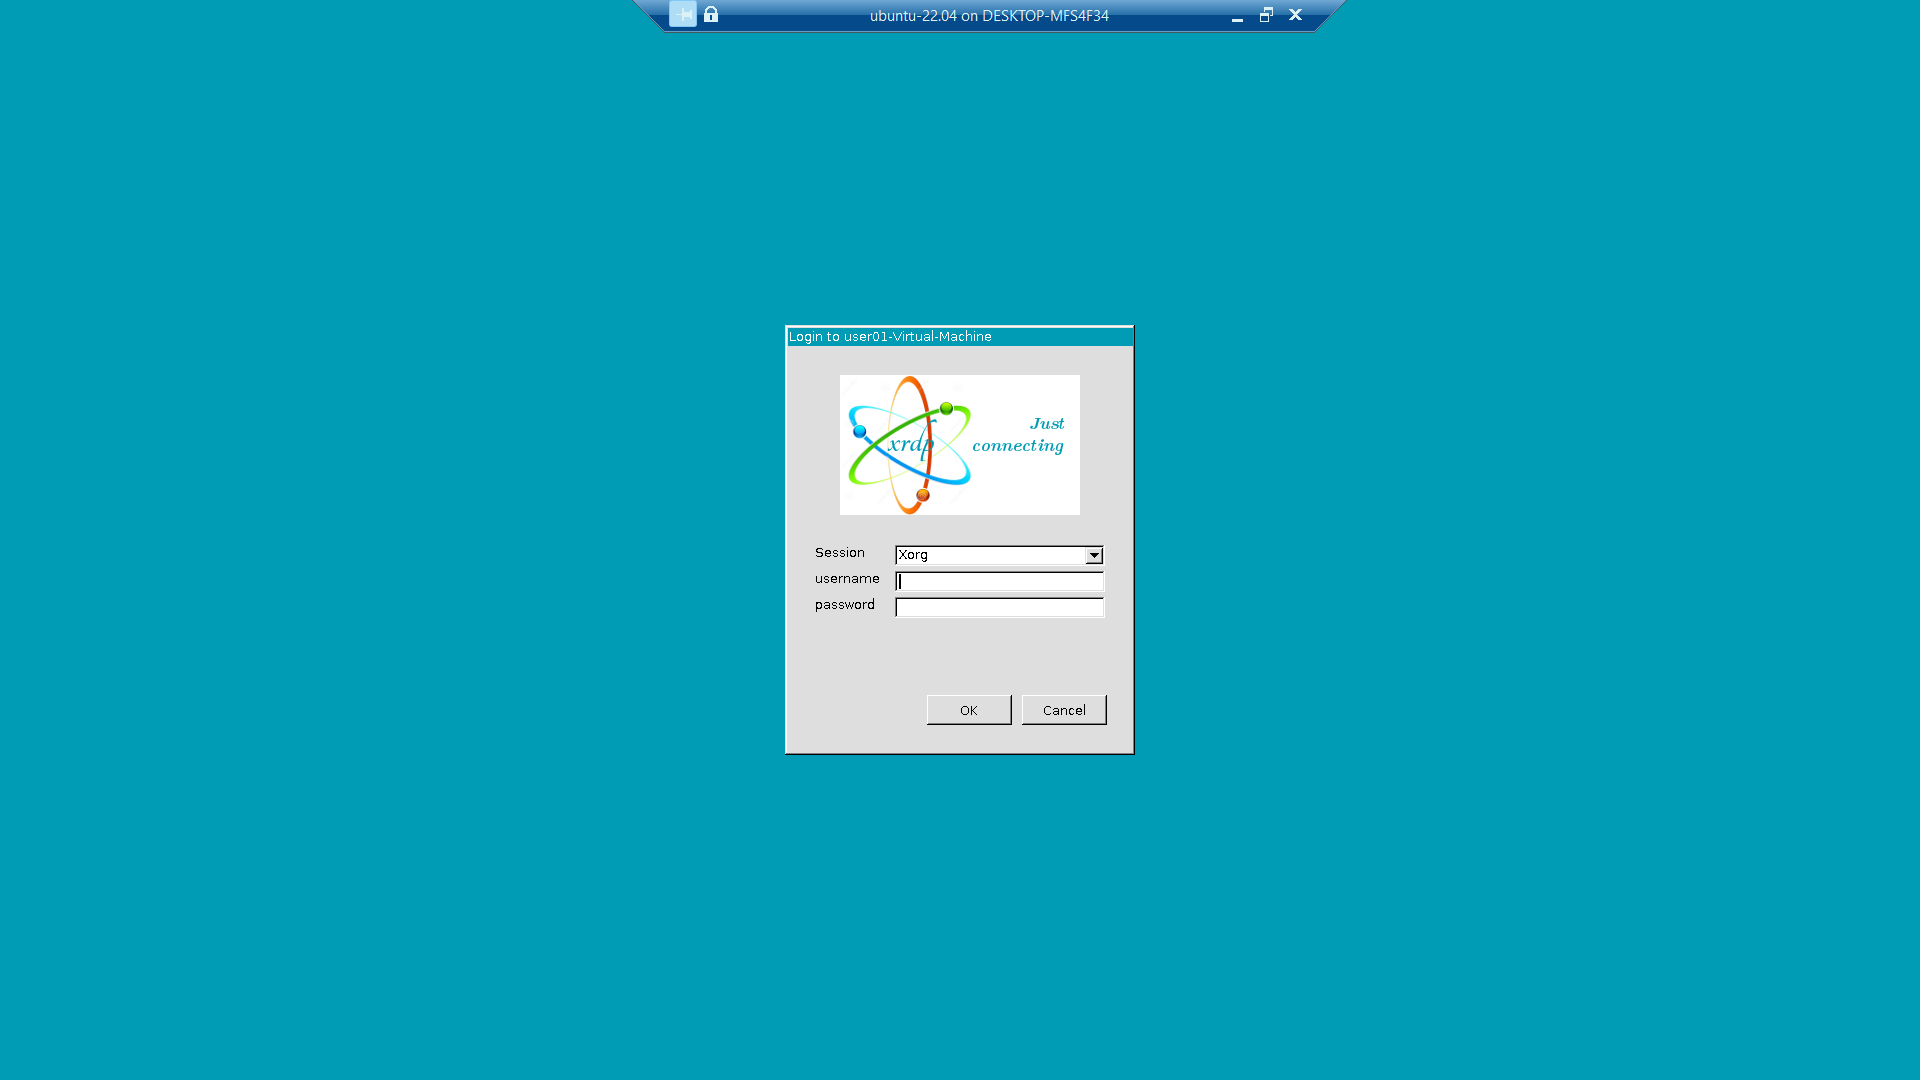 ubuntu-22.04 on DESKTOP-MFS4F34
Login to user01-Virtual-Machine
xrdp
Just
connecting
Session
Xorg
username
password
OK
Cancel